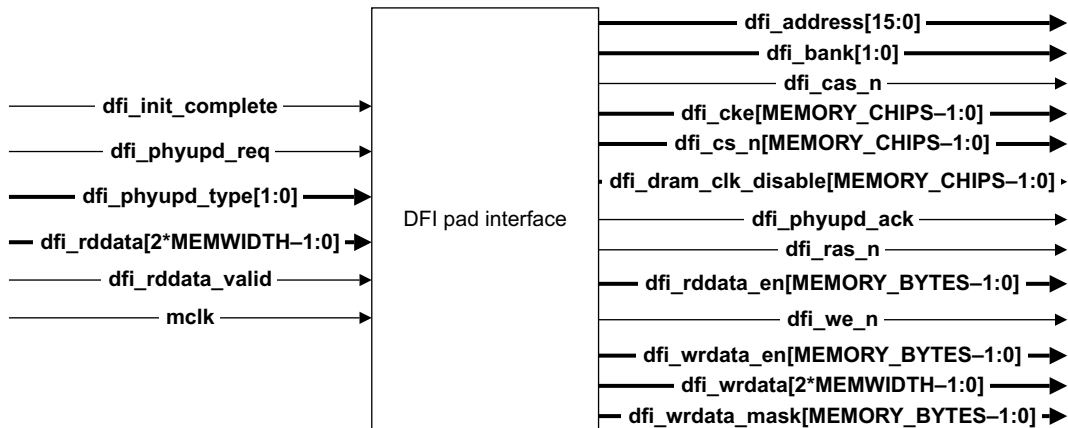 dfi_init_complete
dfi_phyupd_req
dfi_phyupd_type[1:0]
dfi_rddata[2*MEMWIDTH–1:0]
dfi_rddata_valid
mclk
DFI pad interface
dfi_address[15:0]
dfi_bank[1:0]
dfi_cas_n
dfi_cke[MEMORY_CHIPS–1:0]
dfi_cs_n[MEMORY_CHIPS–1:0]
dfi_dram_clk_disable[MEMORY_CHIPS–1:0]
dfi_phyupd_ack
dfi_ras_n
dfi_rddata_en[MEMORY_BYTES–1:0]
dfi_we_n
dfi_wrdata_en[MEMORY_BYTES–1:0]
dfi_wrdata[2*MEMWIDTH–1:0]
dfi_wrdata_mask[MEMORY_BYTES–1:0]